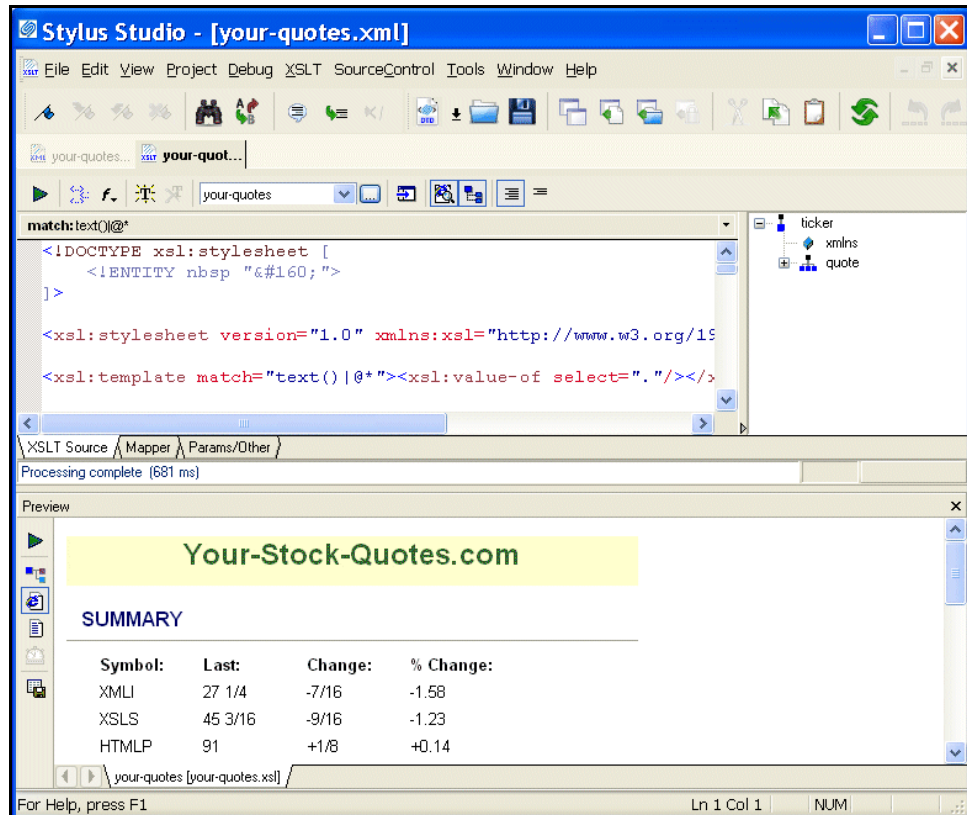 Stylus Studio - [your-quotes.xml]
XSLT File Edit View Project Debug XSLT SourceControl Tools Window Help
DTD
XML your-quotes... XSLT your-quot...
your-quotes
match: text()|@*
<!DOCTYPE xsl:stylesheet [
<!ENTITY nbsp "&#160;">
]>
<xsl:stylesheet version="1.0" xmlns:xsl="http://www.w3.org/19
<xsl:template match="text()|@*"><xsl:value-of select="."/></x
ticker
xmlns
quote
XSLT Source Mapper Params/Other
Processing complete (681 ms)
Preview
Your-Stock-Quotes.com
SUMMARY
Symbol: Last: Change: % Change:
XMLI 27 1/4 -7/16 -1.58
XSLS 45 3/16 -9/16 -1.23
HTMLP 91 +1/8 +0.14
your-quotes [your-quotes.xsl]
For Help, press F1 Ln 1 Col 1 NUM